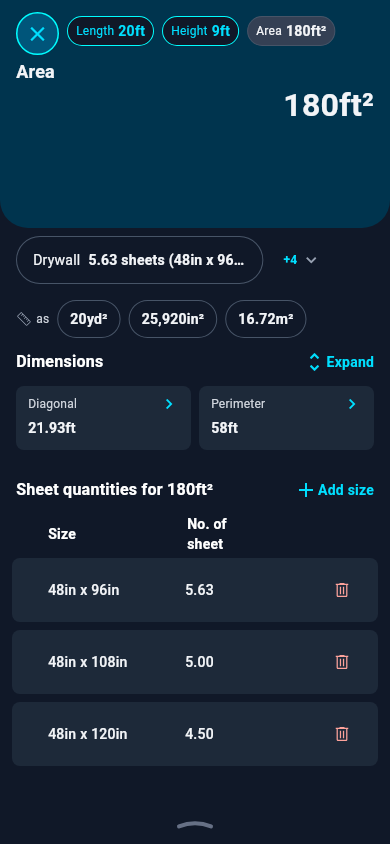 Length 20ft Height 9ft Area 180ft²
Area
180ft²
Drywall 5.63 sheets (48in x 96... +4
as 20yd² 25,920in² 16.72m²
Dimensions Expand
Diagonal Perimeter
21.93ft 58ft
Sheet quantities for 180ft² Add size
Size No. of
sheet
48in x 96in 5.63
48in x 108in 5.00
48in x 120in 4.50